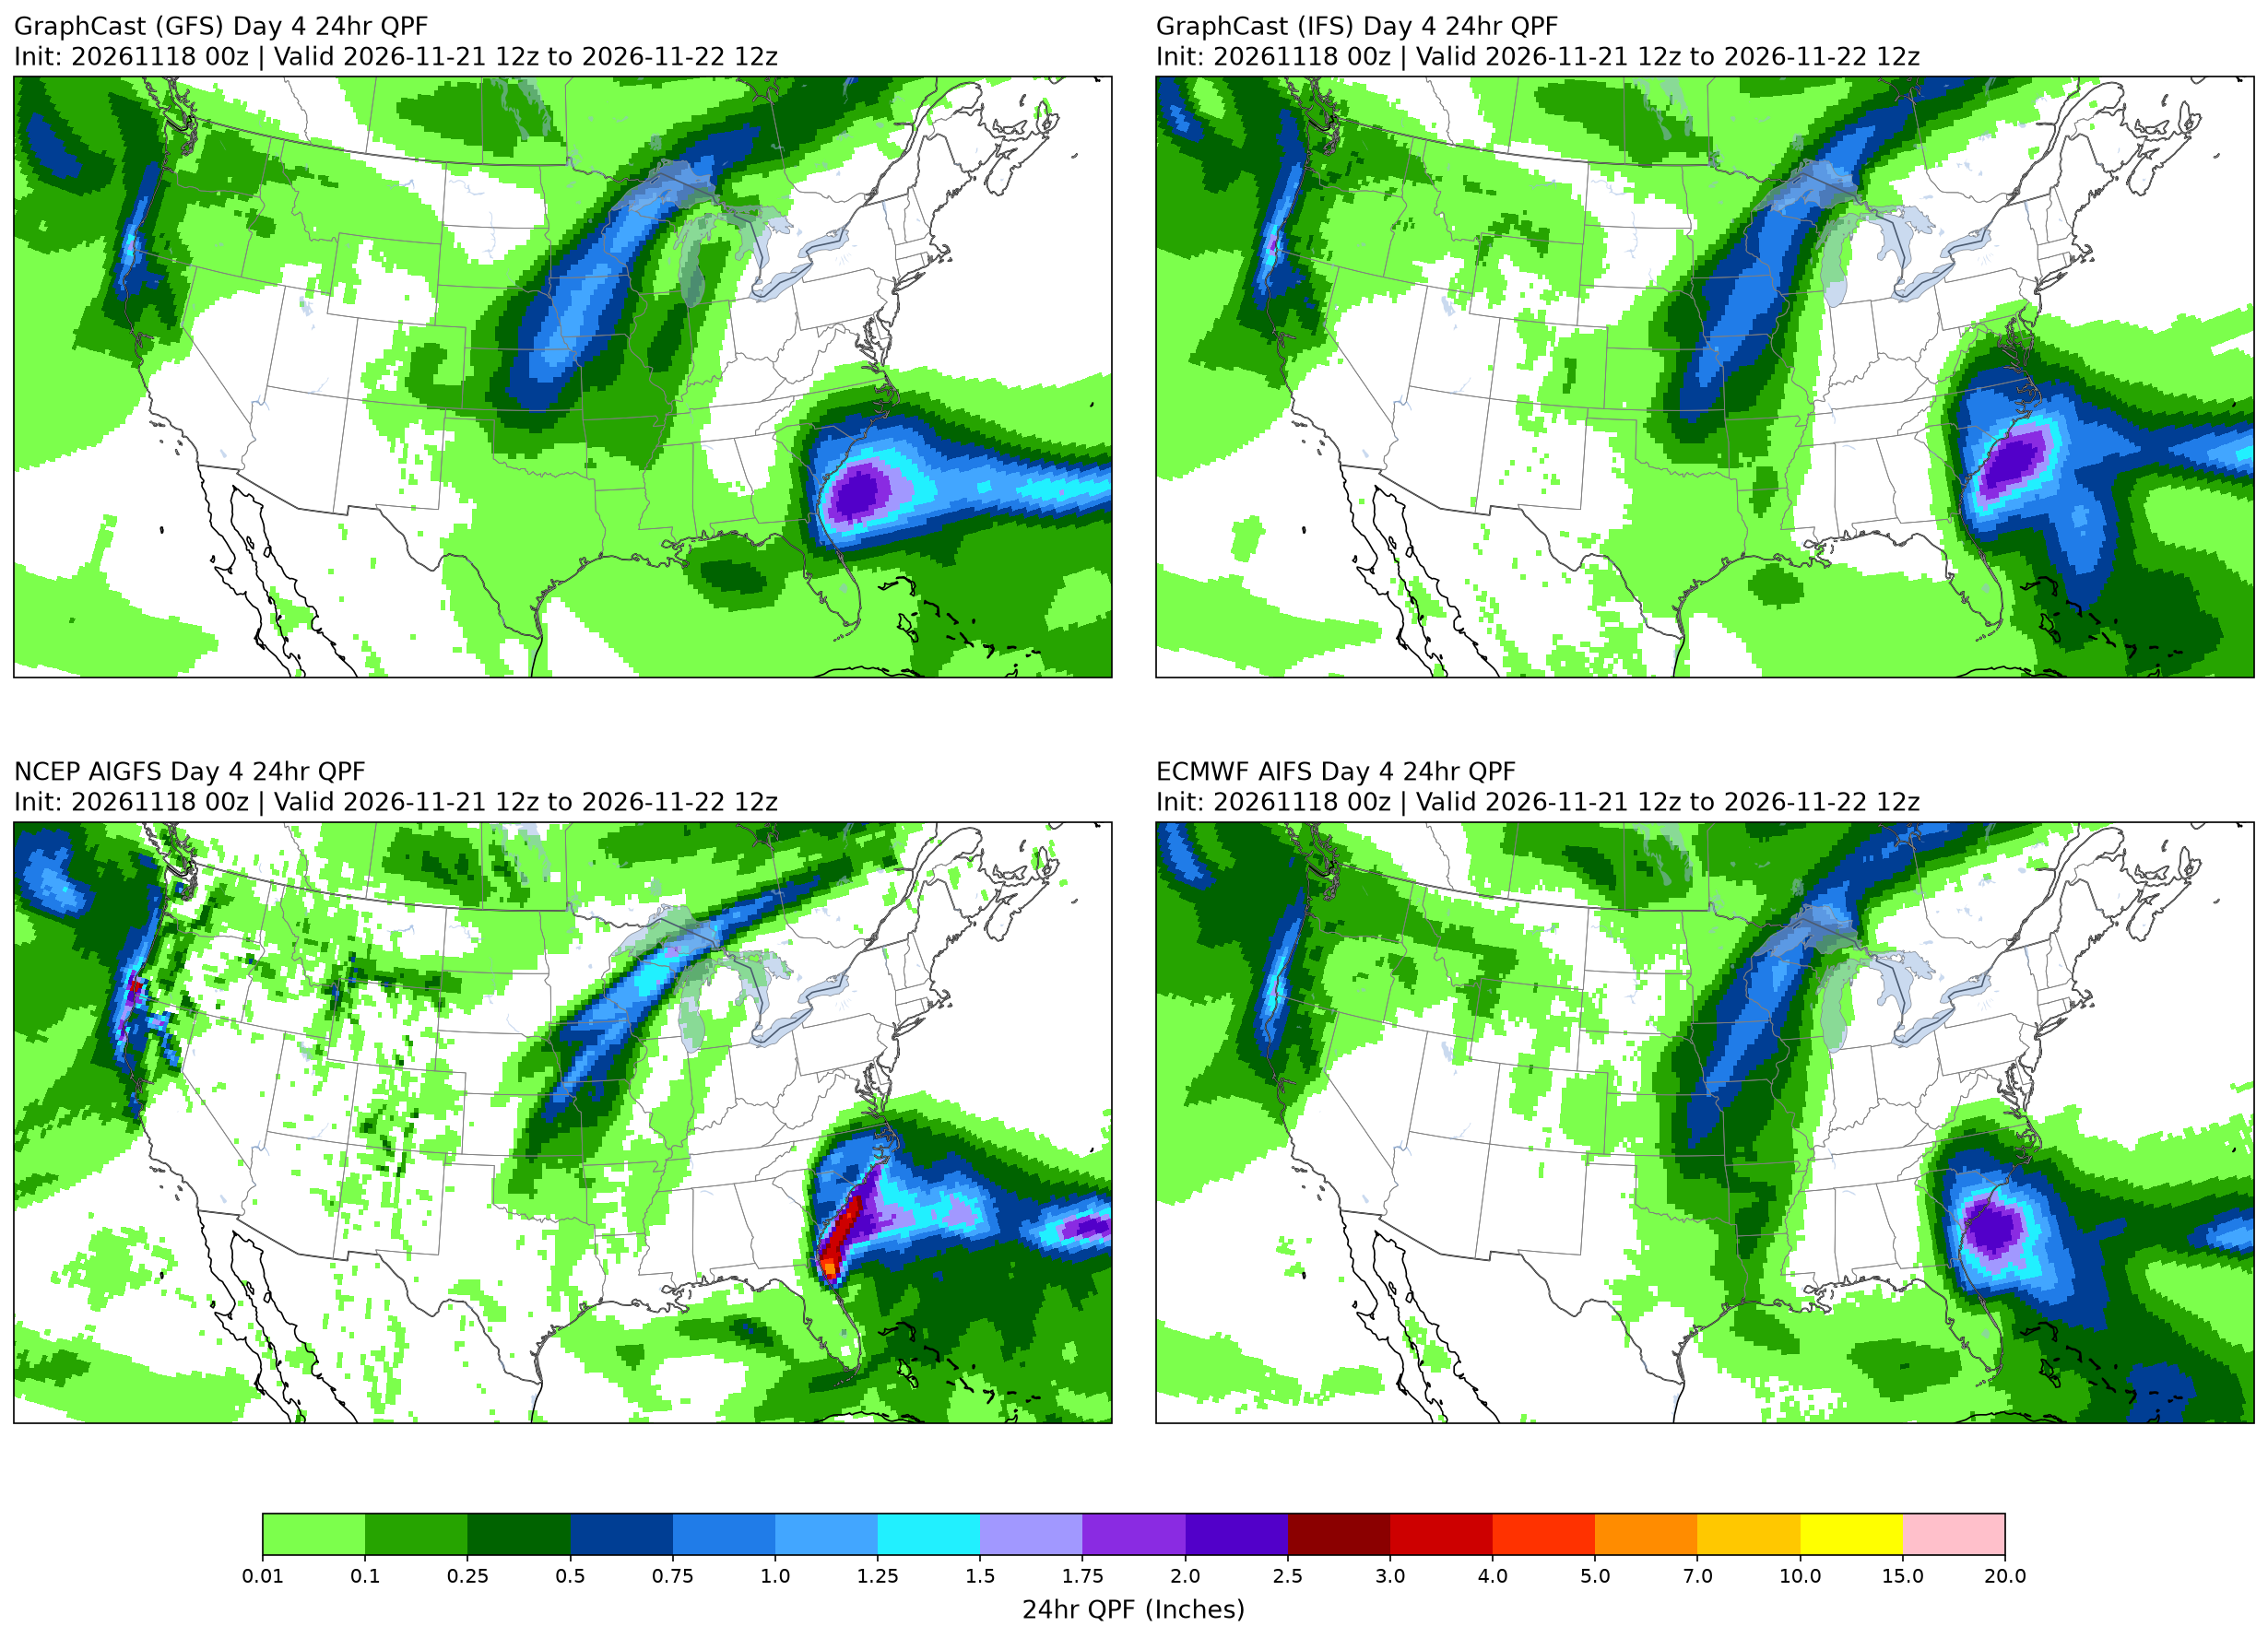 GraphCast (GFS) Day 4 24hr QPF
Init: 20261118 00z | Valid 2026-11-21 12z to 2026-11-22 12z
GraphCast (IFS) Day 4 24hr QPF
Init: 20261118 00z | Valid 2026-11-21 12z to 2026-11-22 12z
NCEP AIGFS Day 4 24hr QPF
Init: 20261118 00z | Valid 2026-11-21 12z to 2026-11-22 12z
ECMWF AIFS Day 4 24hr QPF
Init: 20261118 00z | Valid 2026-11-21 12z to 2026-11-22 12z
0.01 0.1 0.25 0.5 0.75 1.0 1.25 1.5 1.75 2.0 2.5 3.0 4.0 5.0 7.0 10.0 15.0 20.0
24hr QPF (Inches)